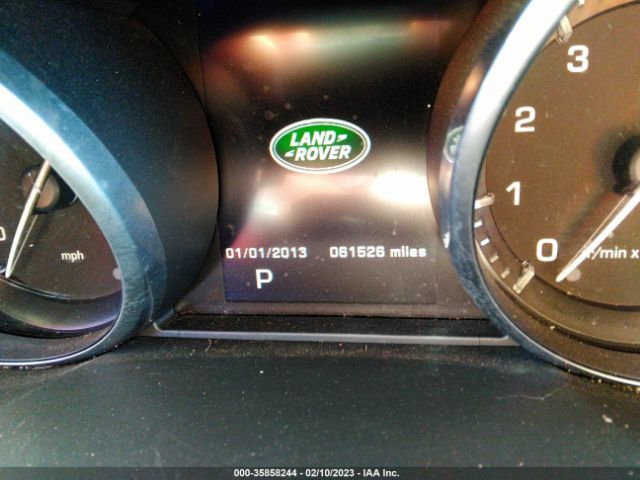 LAND
ROVER
01/01/2013 061526 miles
P
0
mph
3
2
1
0
/min x
000-35858244 - 02/10/2023 - IAA Inc.